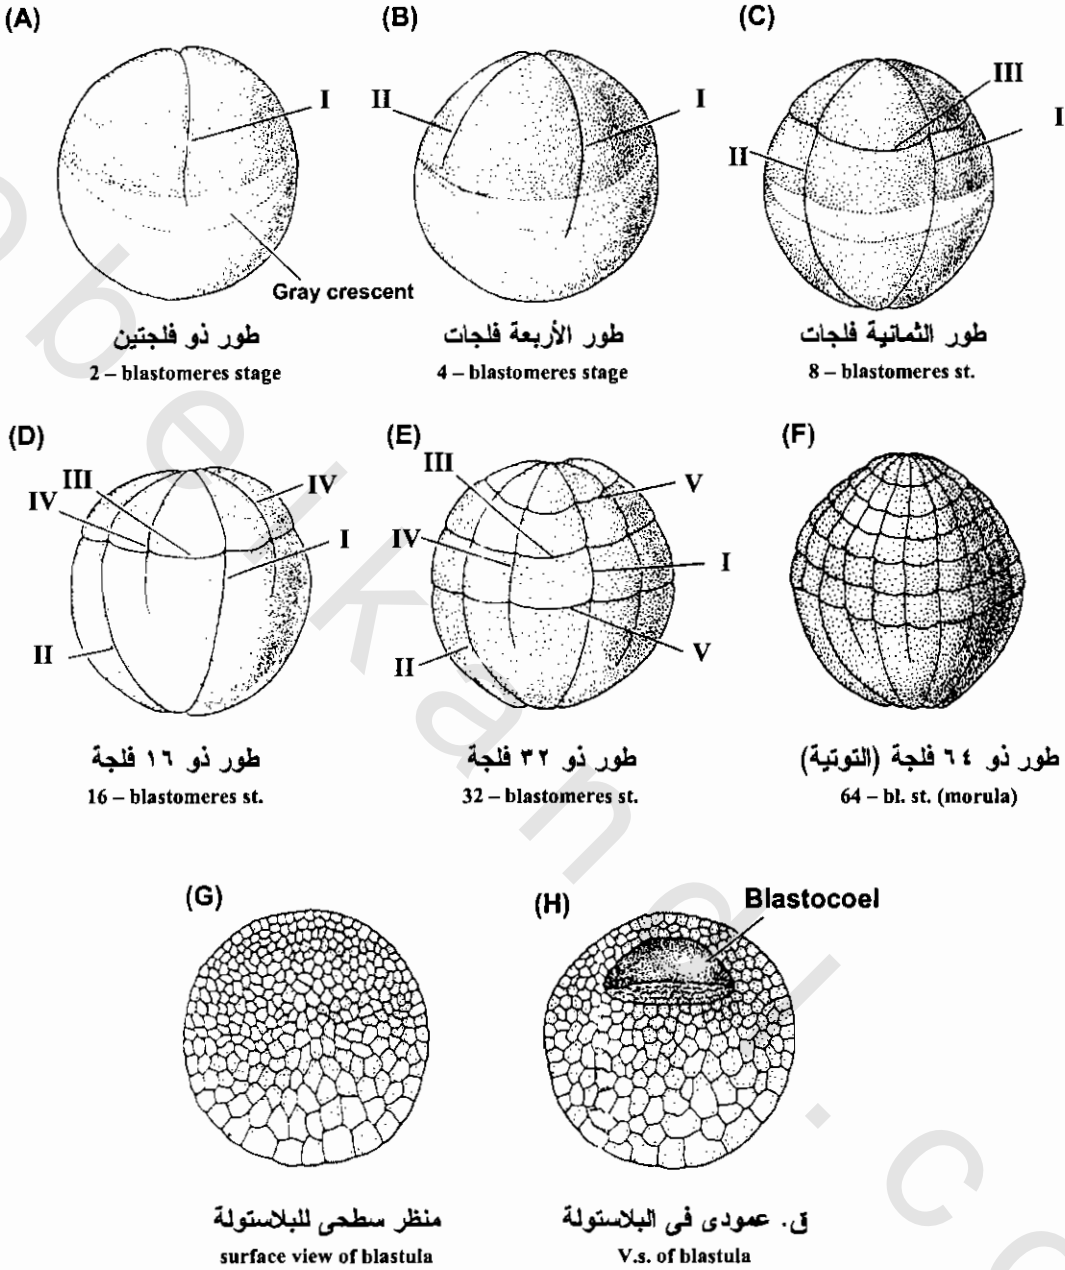 (A)
I
Gray crescent
طور ذو فلجتين
2 – blastomeres stage
(B)
II
I
طور الأربعة فلجات
4 – blastomeres stage
(C)
III
I
II
طور الثمانية فلجات
8 – blastomeres st.
(D)
III
IV
IV
I
II
طور ذو ١٦ فلجة
16 – blastomeres st.
(E)
III
V
IV
I
II
V
طور ذو ٣٢ فلجة
32 – blastomeres st.
(F)
طور ذو ٦٤ فلجة (التوتية)
64 – bl. st. (morula)
(G)
منظر سطحى للبلاستولة
surface view of blastula
(H)
Blastocoel
ق. عمودى فى البلاستولة
V.s. of blastula
obeikanel.co